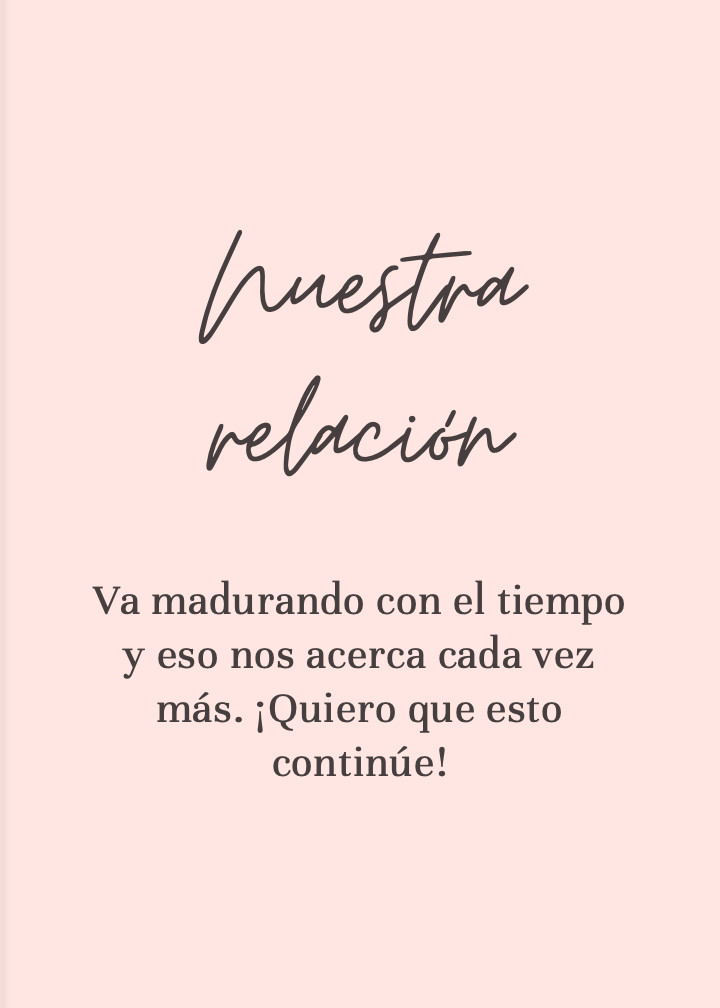 Nuestra
relación
Va madurando con el tiempo
y eso nos acerca cada vez
más. ¡Quiero que esto
continúe!